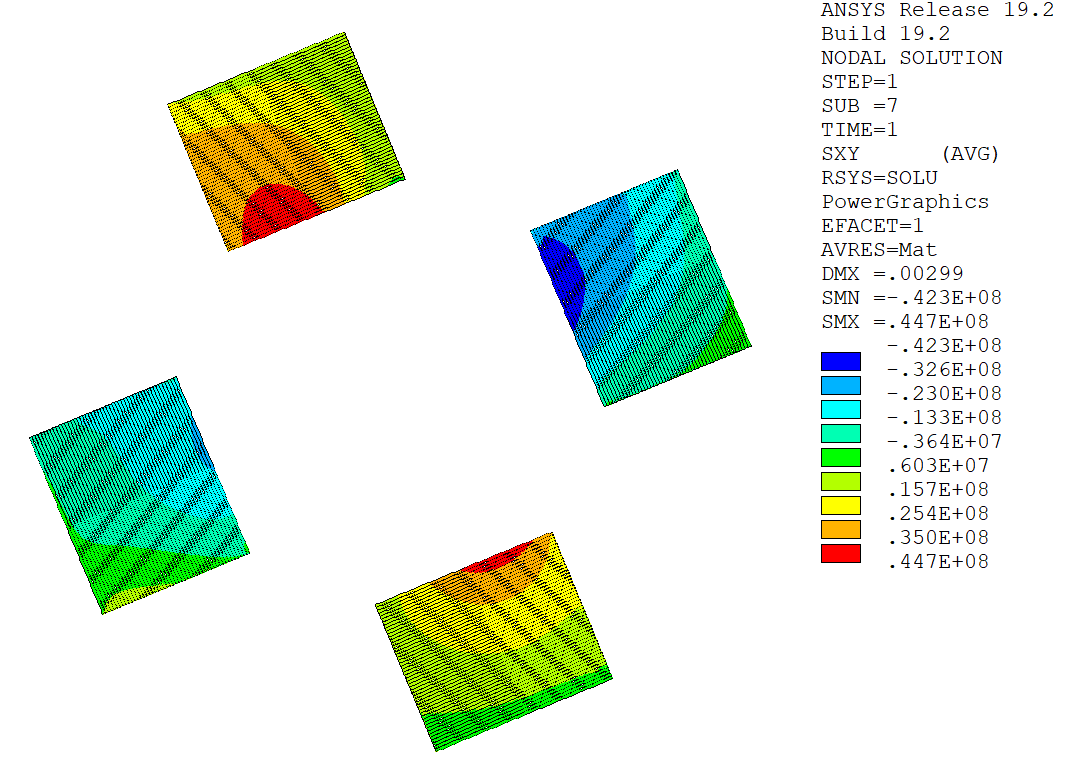 ANSYS Release 19.2
Build 19.2
NODAL SOLUTION
STEP=1
SUB =7
TIME=1
SXY (AVG)
RSYS=SOLU
PowerGraphics
EFACET=1
AVRES=Mat
DMX =.00299
SMN =-.423E+08
SMX =.447E+08
-.423E+08
-.326E+08
-.230E+08
-.133E+08
-.364E+07
.603E+07
.157E+08
.254E+08
.350E+08
.447E+08